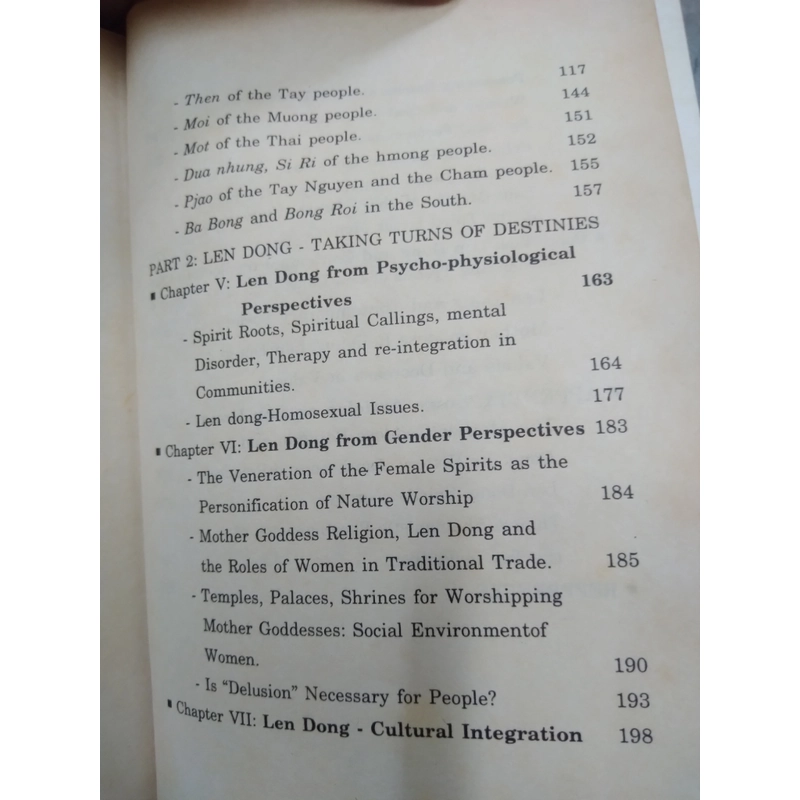 - Then of the Tay people. 117
- Moi of the Muong people. 144
- Mot of the Thai people. 151
- Dua nhung, Si Ri of the hmong people. 152
- Pjao of the Tay Nguyen and the Cham people. 155
- Ba Bong and Bong Roi in the South. 157
PART 2: LEN DONG - TAKING TURNS OF DESTINIES
▪ Chapter V: Len Dong from Psycho-physiological
Perspectives 163
- Spirit Roots, Spiritual Callings, mental
Disorder, Therapy and re-integration in
Communities. 164
- Len dong-Homosexual Issues. 177
▪ Chapter VI: Len Dong from Gender Perspectives 183
- The Veneration of the Female Spirits as the
Personification of Nature Worship 184
- Mother Goddess Religion, Len Dong and
the Roles of Women in Traditional Trade. 185
- Temples, Palaces, Shrines for Worshipping
Mother Goddesses: Social Environmentof
Women. 190
- Is "Delusion" Necessary for People? 193
▪ Chapter VII: Len Dong - Cultural Integration 198